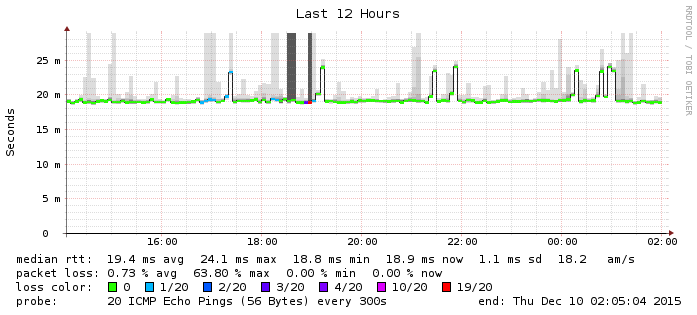 Last 12 Hours
RRDTOOL / TOBI OETIKER
Seconds
25 m
20 m
15 m
10 m
5 m
0
16:00 18:00 20:00 22:00 00:00 02:00
median rtt: 19.4 ms avg 24.1 ms max 18.8 ms min 18.9 ms now 1.1 ms sd 18.2 am/s
packet loss: 0.73 % avg 63.80 % max 0.00 % min 0.00 % now
loss color: 0 1/20 2/20 3/20 4/20 10/20 19/20
probe: 20 ICMP Echo Pings (56 Bytes) every 300s end: Thu Dec 10 02:05:04 2015